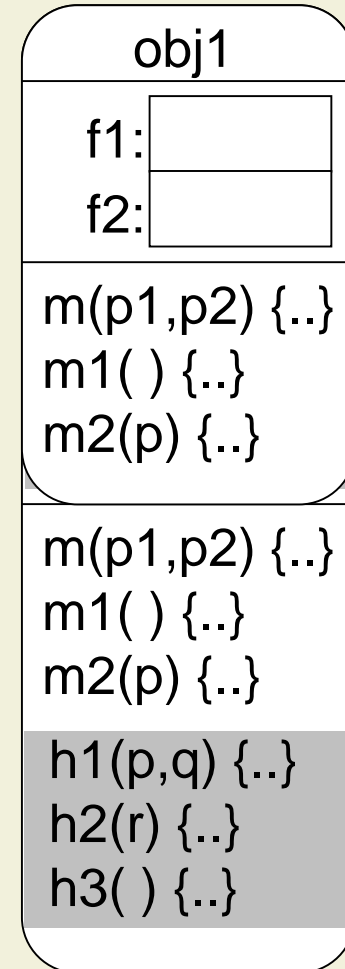 obj1
f1:
f2:
m(p1,p2) {..}
m1( ) {..}
m2(p) {..}
m(p1,p2) {..}
m1( ) {..}
m2(p) {..}
h1(p,q) {..}
h2(r) {..}
h3( ) {..}